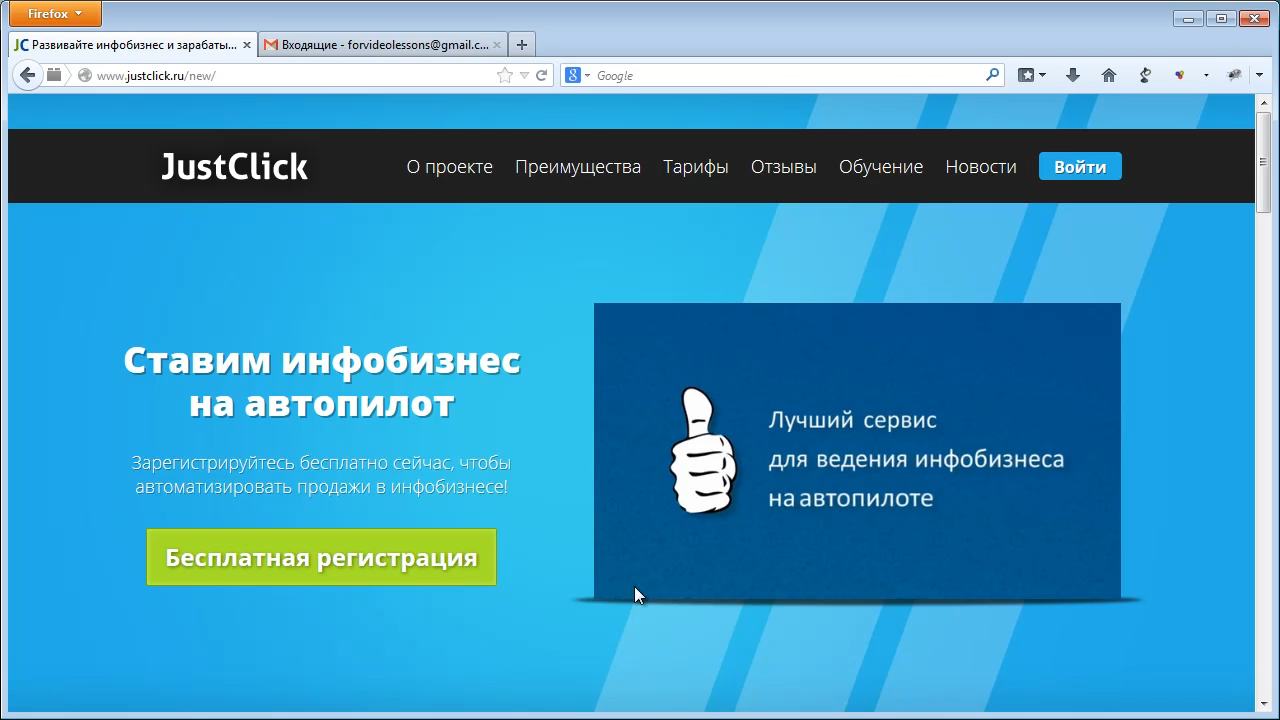 Firefox
Развивайте инфобизнес и зарабаты...
Входящие - forvideolessons@gmail.c...
www.justclick.ru/new/
Google
JustClick
О проекте
Преимущества
Тарифы
Отзывы
Обучение
Новости
Войти
Ставим инфобизнес
на автопилот
Зарегистрируйтесь бесплатно сейчас, чтобы
автоматизировать продажи в инфобизнесе!
Бесплатная регистрация
Лучший сервис
для ведения инфобизнеса
на автопилоте